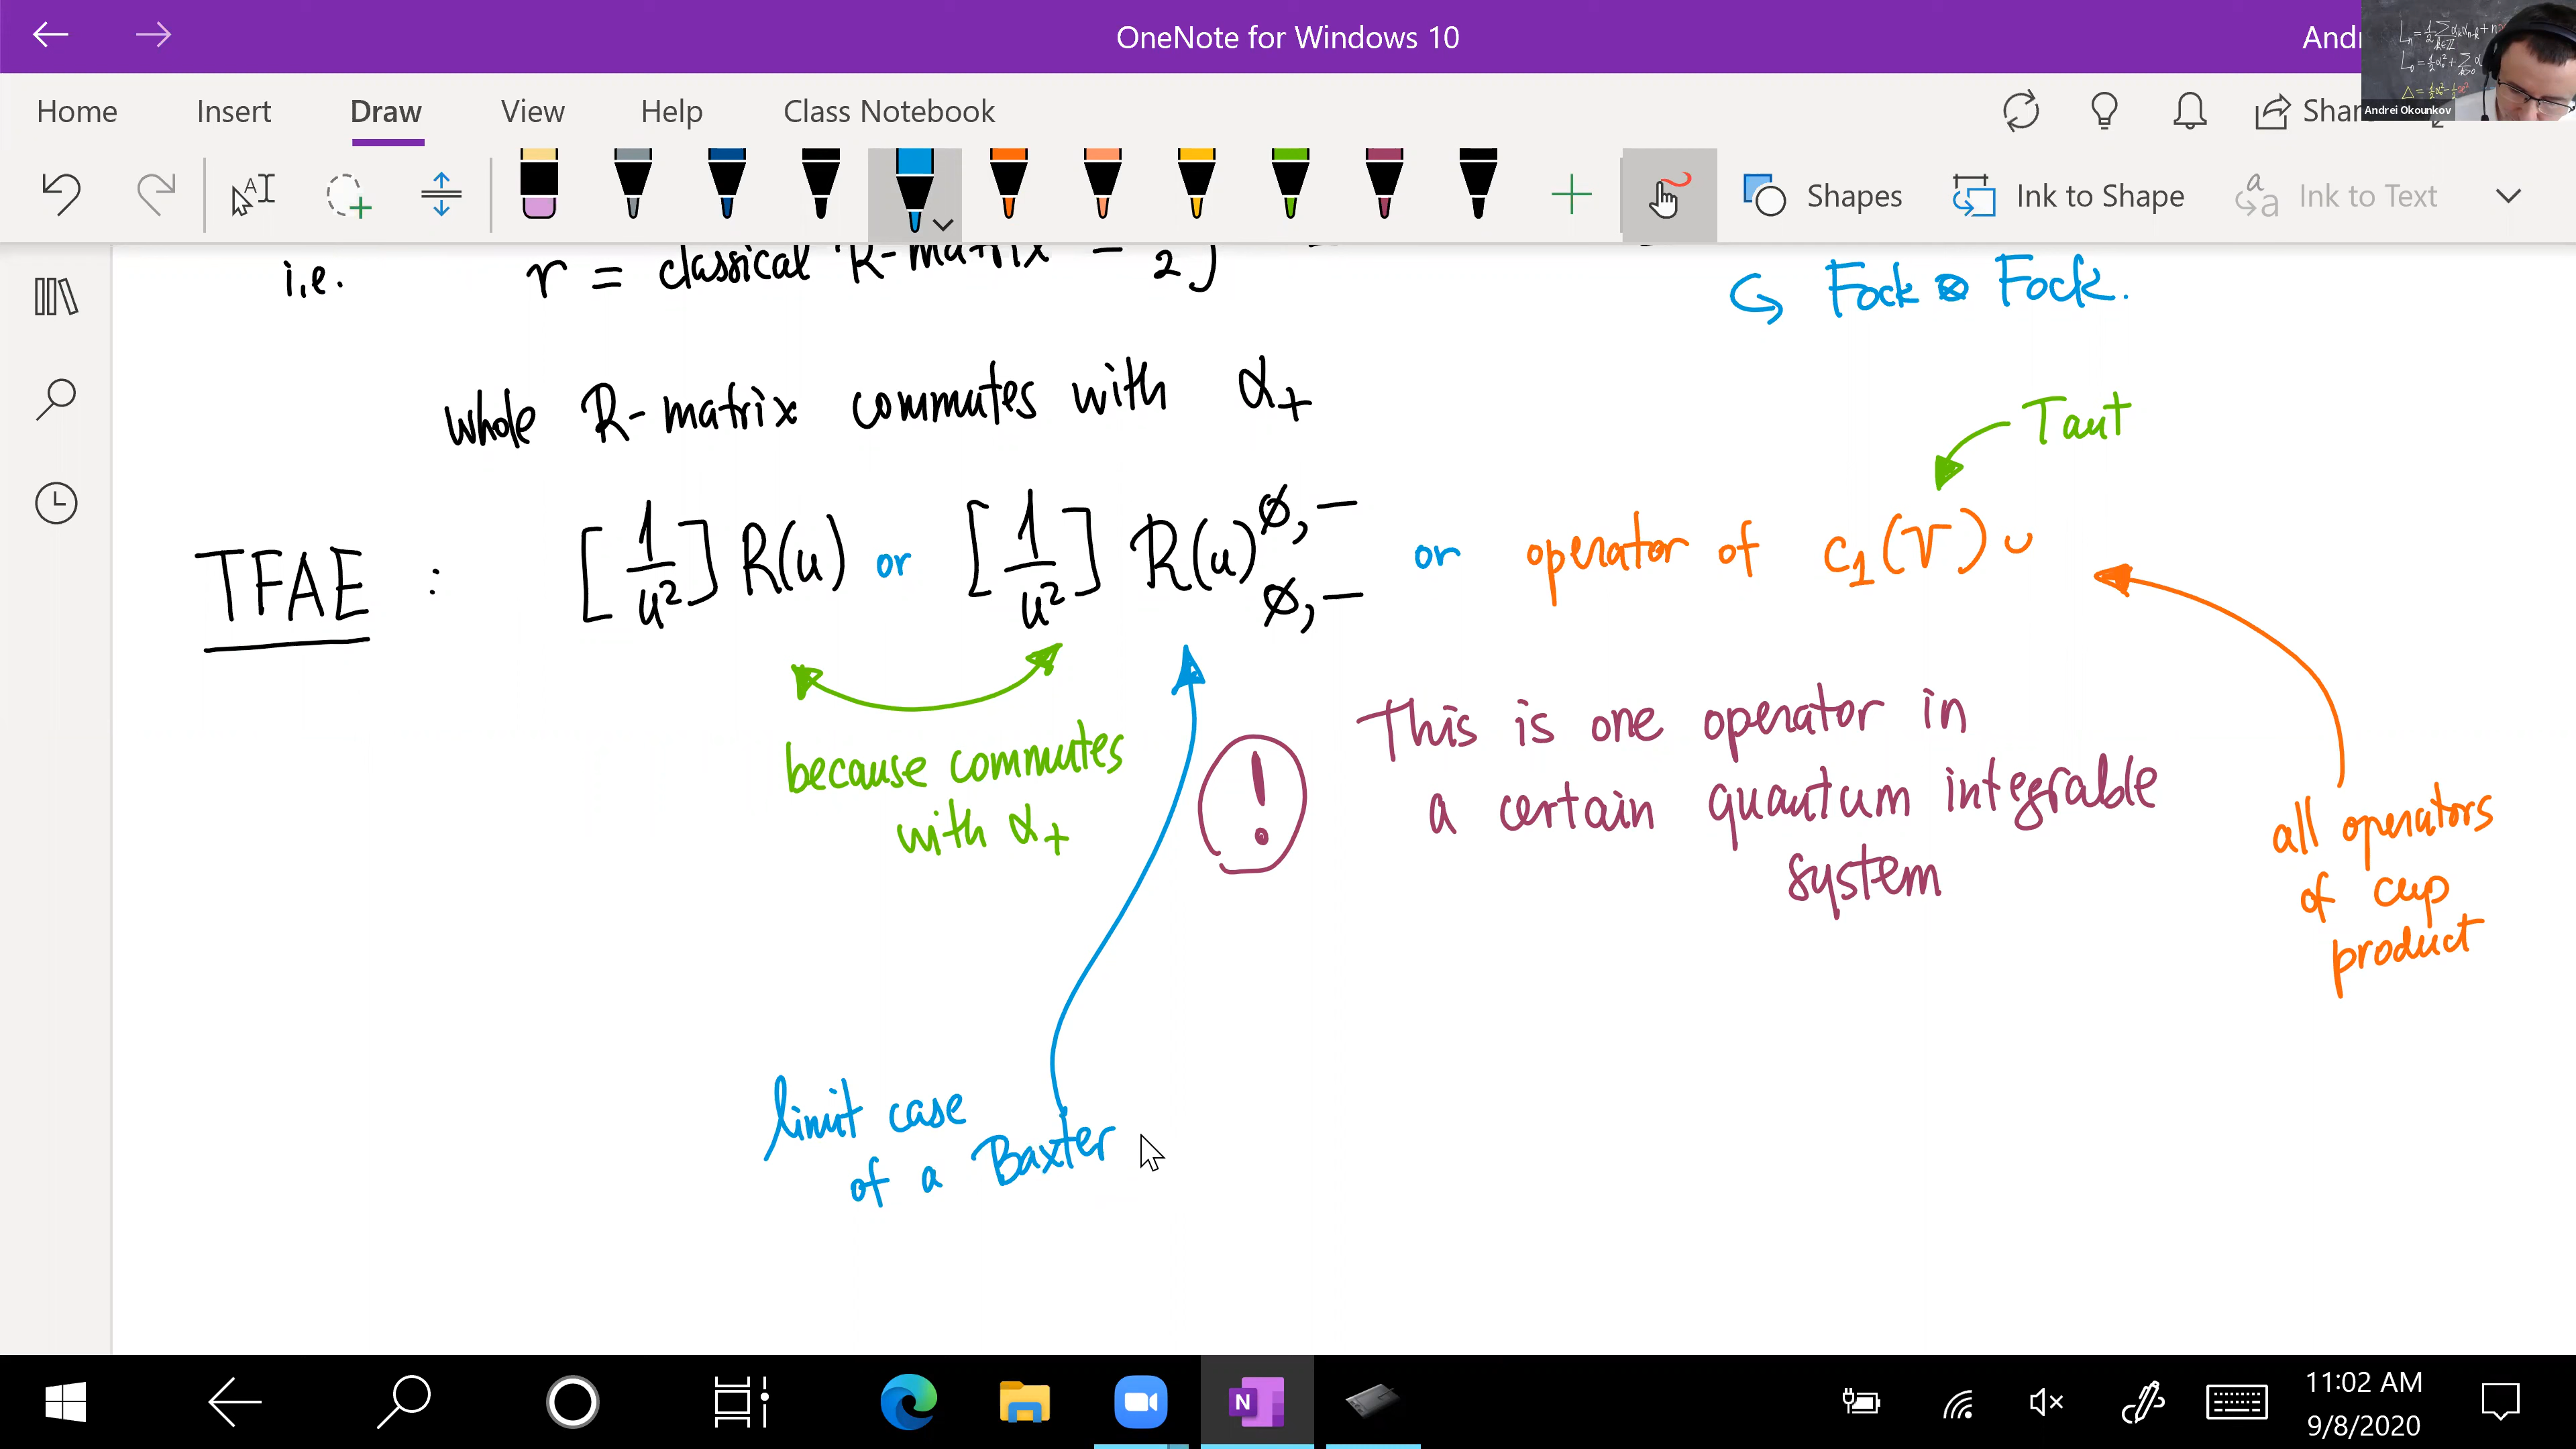 OneNote for Windows 10
Andrei Okounkov
Home Insert Draw View Help Class Notebook
Shapes Ink to Shape Ink to Text
i.e. r = classical R-matrix = 2
↪ Fock ⊗ Fock.
whole R-matrix commutes with α₊
Taut
TFAE : [1/u²] R(u) or [1/u²] R(u)^{∅,−}_{∅,−} or operator of c₁(V) ∪
because commutes
with α₊
!
This is one operator in
a certain quantum integrable
system
all operators
of cup
product
limit case
of a Baxter
11:02 AM
9/8/2020